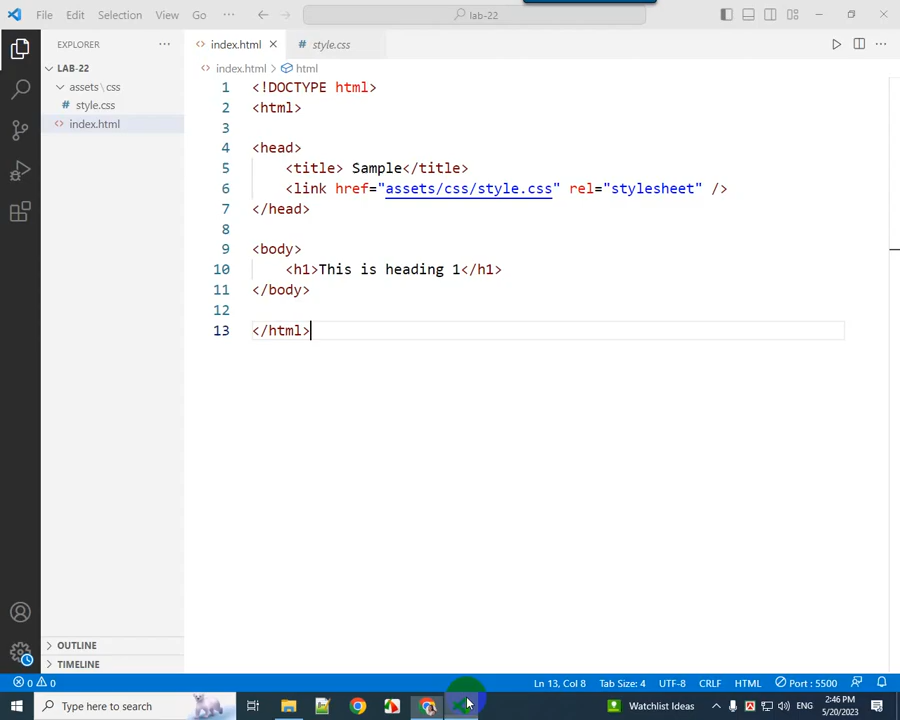 File Edit Selection View Go ··· lab-22
EXPLORER ···
LAB-22
assets \ css
# style.css
<> index.html
<> index.html
# style.css
<> index.html > html
1 <!DOCTYPE html>
2 <html>
3
4 <head>
5     <title> Sample</title>
6     <link href="assets/css/style.css" rel="stylesheet" />
7 </head>
8
9 <body>
10     <h1>This is heading 1</h1>
11 </body>
12
13 </html>
OUTLINE
TIMELINE
0 0 Ln 13, Col 8 Tab Size: 4 UTF-8 CRLF HTML Port : 5500
Type here to search Watchlist Ideas 2:46 PM
5/20/2023